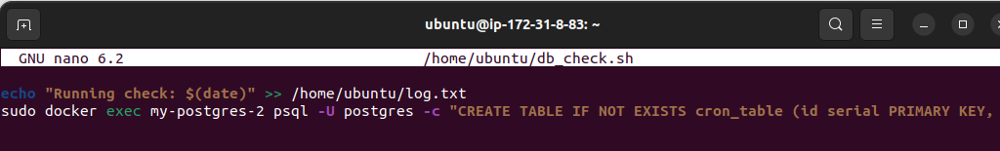 ubuntu@ip-172-31-8-83: ~
GNU nano 6.2 /home/ubuntu/db_check.sh
echo "Running check: $(date)" >> /home/ubuntu/log.txt
sudo docker exec my-postgres-2 psql -U postgres -c "CREATE TABLE IF NOT EXISTS cron_table (id serial PRIMARY KEY,